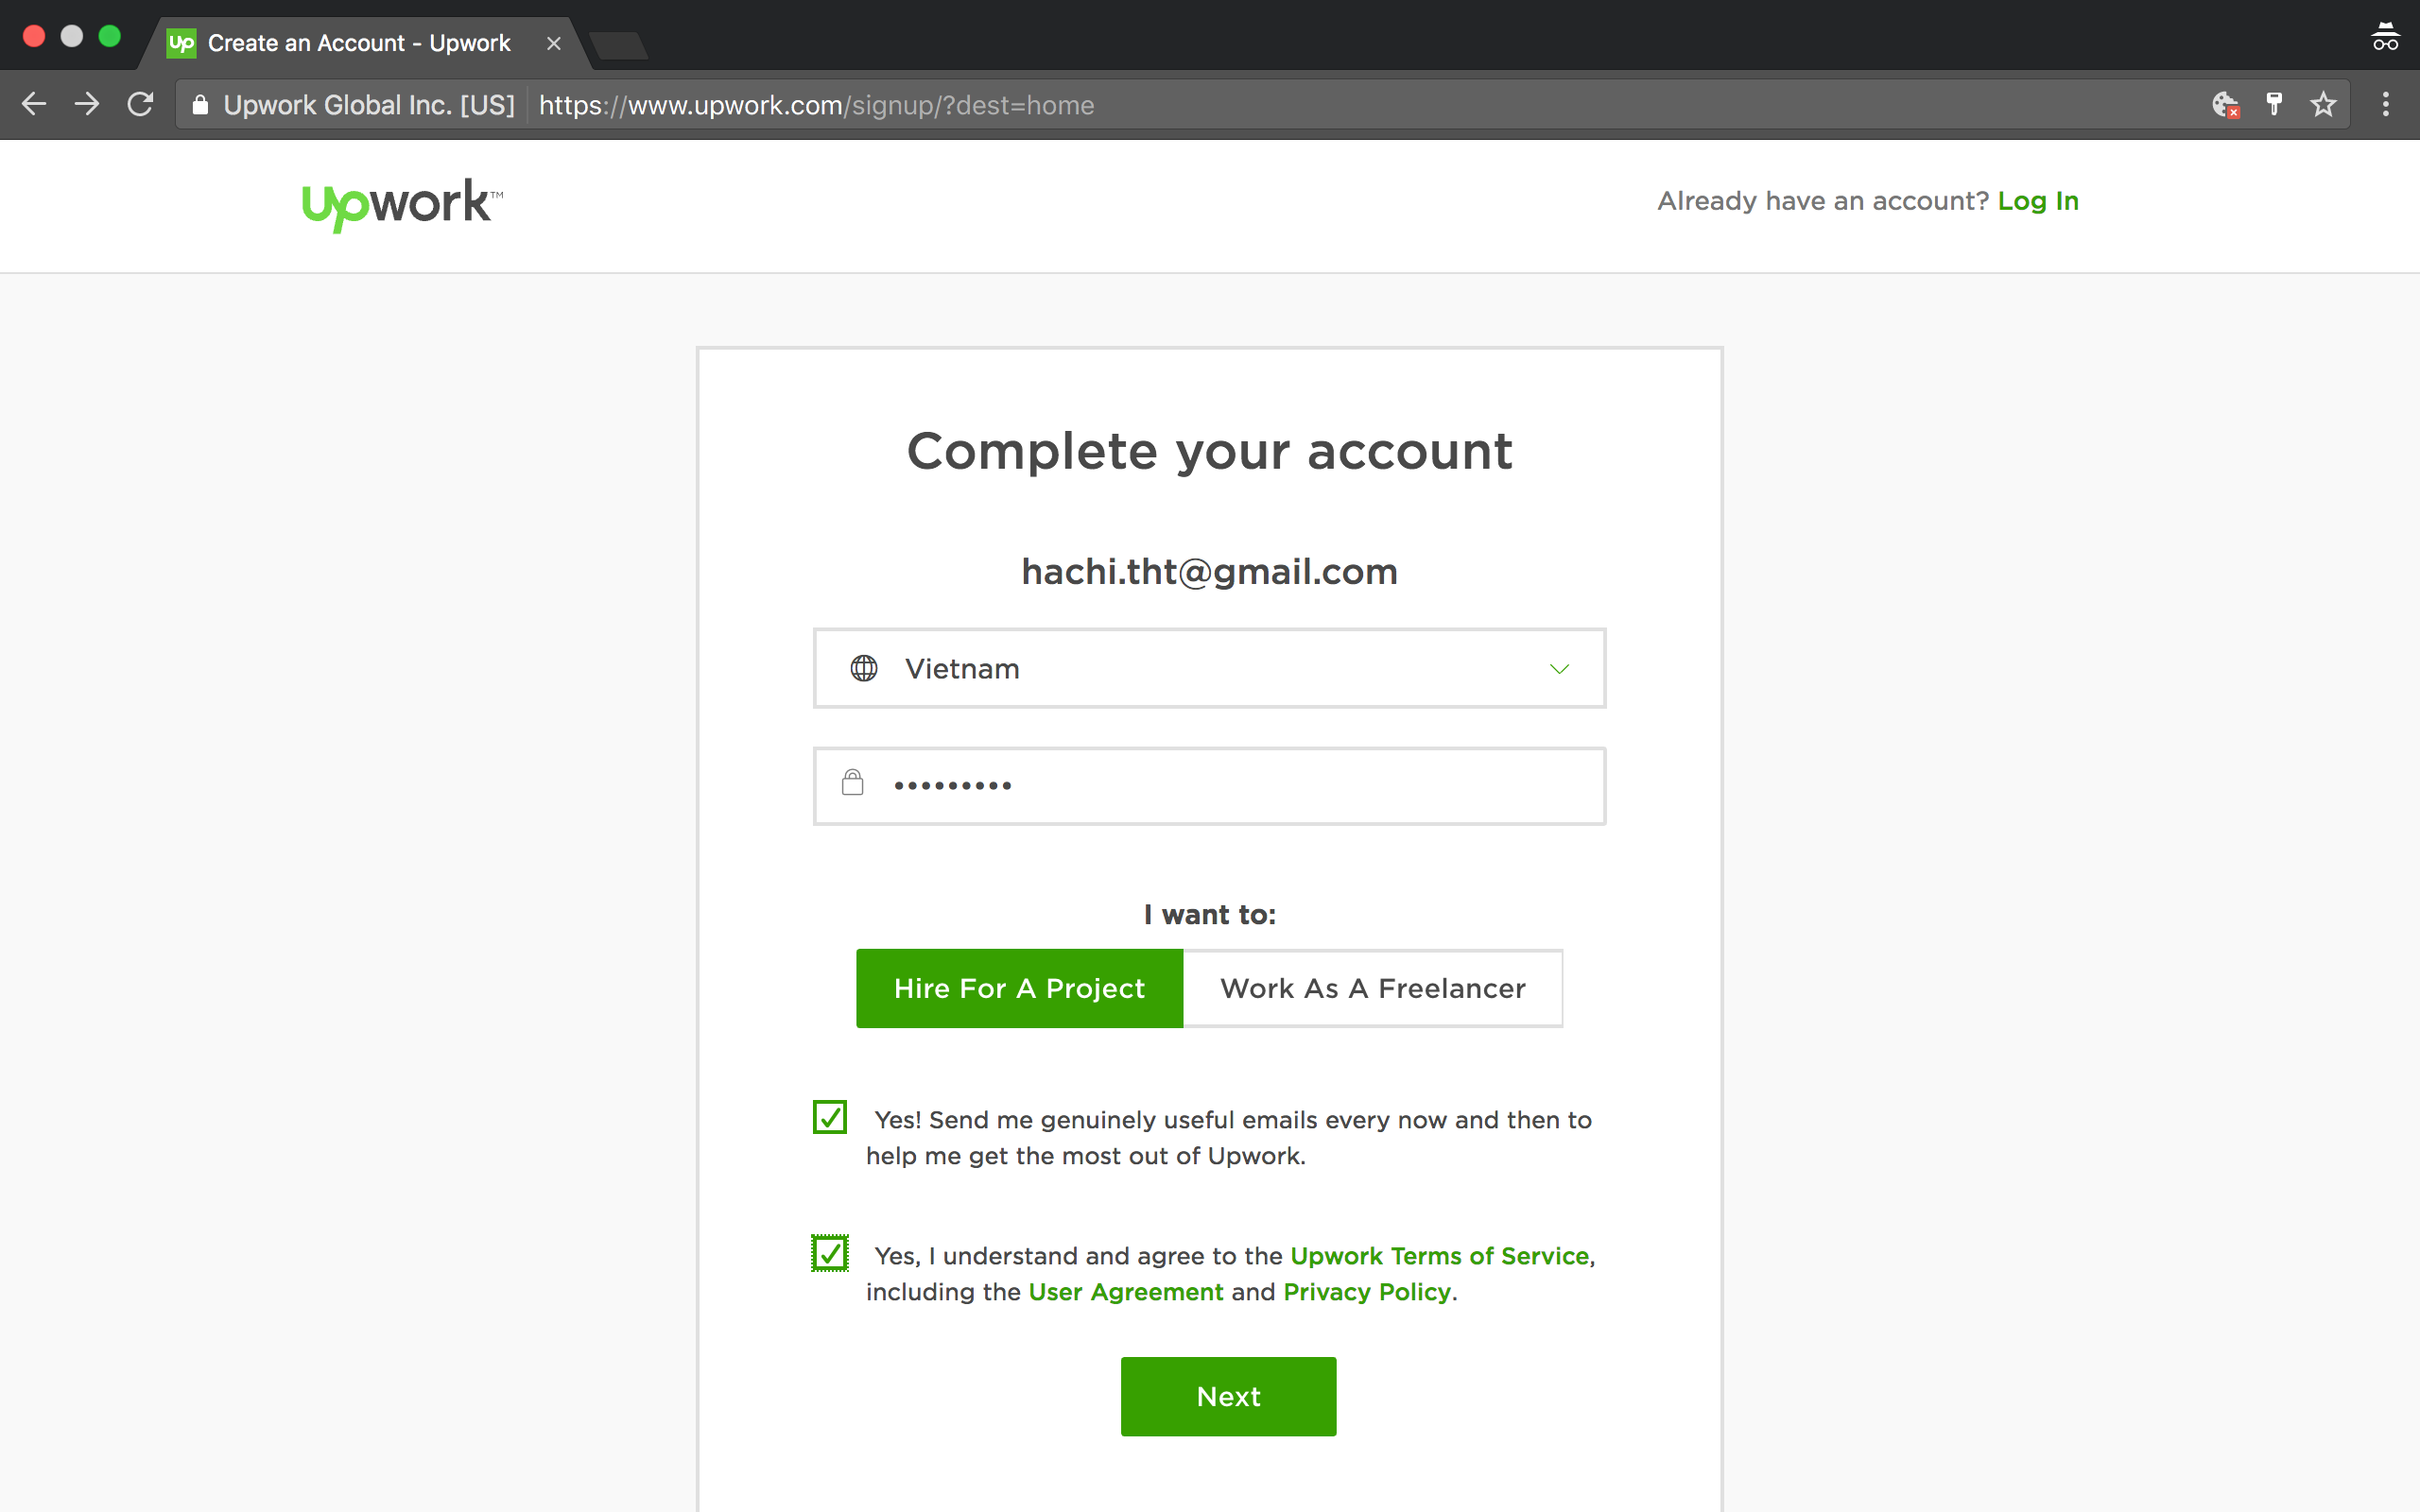 Up Create an Account - Upwork
Upwork Global Inc. [US] https://www.upwork.com/signup/?dest=home
upwork™
Already have an account? Log In
Complete your account
hachi.tht@gmail.com
Vietnam
•••••••••
I want to:
Hire For A Project Work As A Freelancer
Yes! Send me genuinely useful emails every now and then to
help me get the most out of Upwork.
Yes, I understand and agree to the Upwork Terms of Service,
including the User Agreement and Privacy Policy.
Next